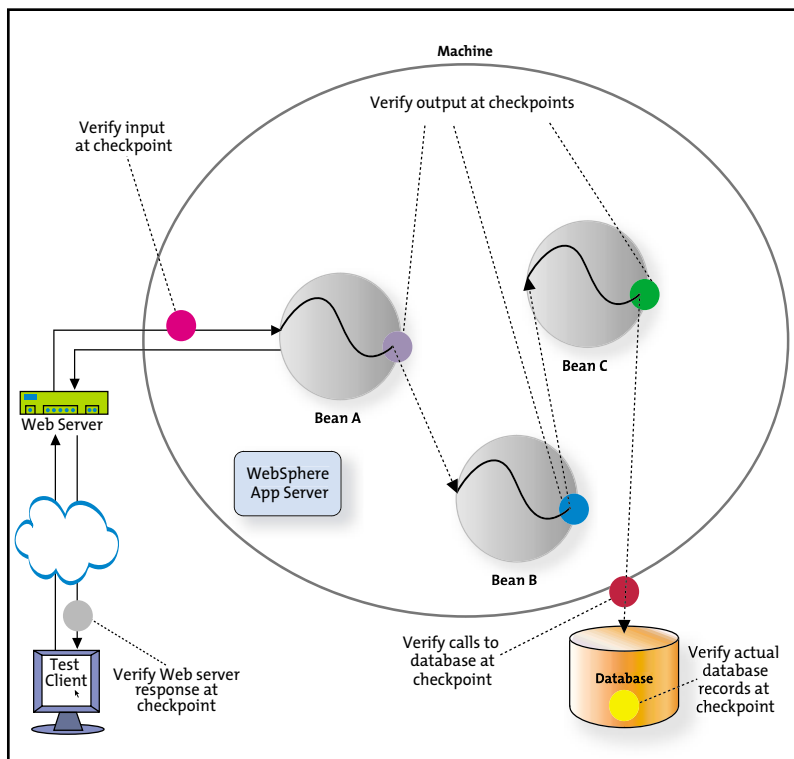 Machine
Verify output at checkpoints
Verify input
at checkpoint
Bean C
Bean A
Web Server
WebSphere
App Server
Bean B
Verify calls to
database at
checkpoint
Verify actual
database
records at
checkpoint
Database
Test
Client
Verify Web server
response at
checkpoint